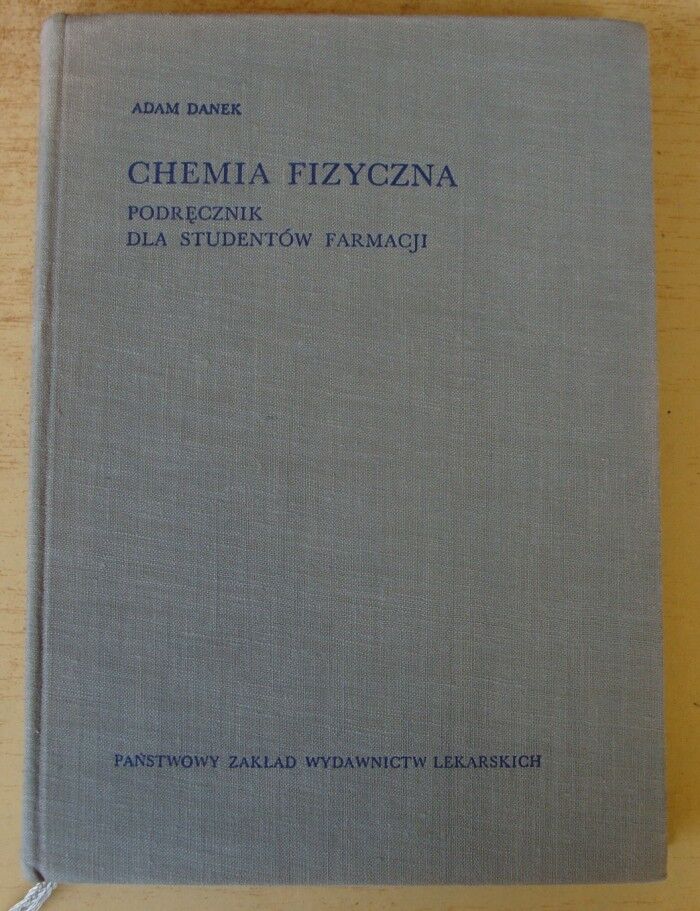 ADAM DANEK
CHEMIA FIZYCZNA
PODRĘCZNIK
DLA STUDENTÓW FARMACJI
PAŃSTWOWY ZAKŁAD WYDAWNICTW LEKARSKICH